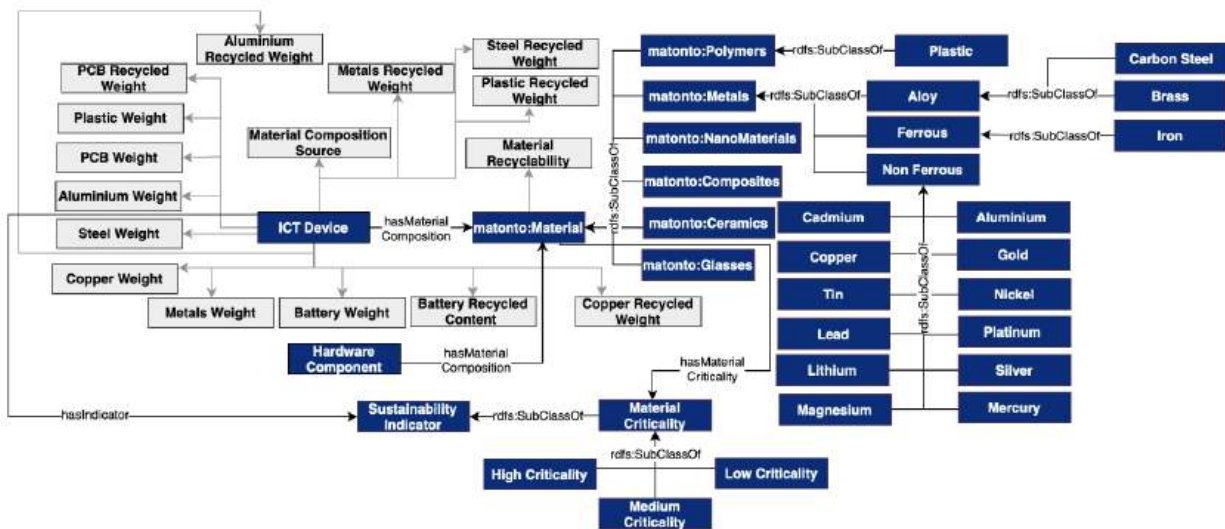 Aluminium
Recycled Weight
PCB Recycled
Weight
Plastic Weight
PCB Weight
Aluminium Weight
Steel Weight
Copper Weight
Metals Recycled
Weight
Steel Recycled
Weight
Plastic Recycled
Weight
Material Composition
Source
Material
Recyclability
ICT Device
hasMaterial
Composition
matonto:Material
Metals Weight
Battery Weight
Battery Recycled
Content
Copper Recycled
Weight
Hardware
Component
hasMaterial
Composition
hasIndicator
Sustainability
Indicator
rdfs:SubClassOf
Material
Criticality
hasMaterial
Criticality
rdfs:SubClassOf
High Criticality
Low Criticality
Medium
Criticality
rdfs:SubClassOf
matonto:Polymers
matonto:Metals
matonto:NanoMaterials
matonto:Composites
matonto:Ceramics
matonto:Glasses
rdfs:SubClassOf
Plastic
rdfs:SubClassOf
Aloy
Ferrous
Non Ferrous
rdfs:SubClassOf
Carbon Steel
Brass
rdfs:SubClassOf
Iron
rdfs:SubClassOf
Cadmium
Aluminium
Copper
Gold
Tin
Nickel
Lead
Platinum
Lithium
Silver
Magnesium
Mercury